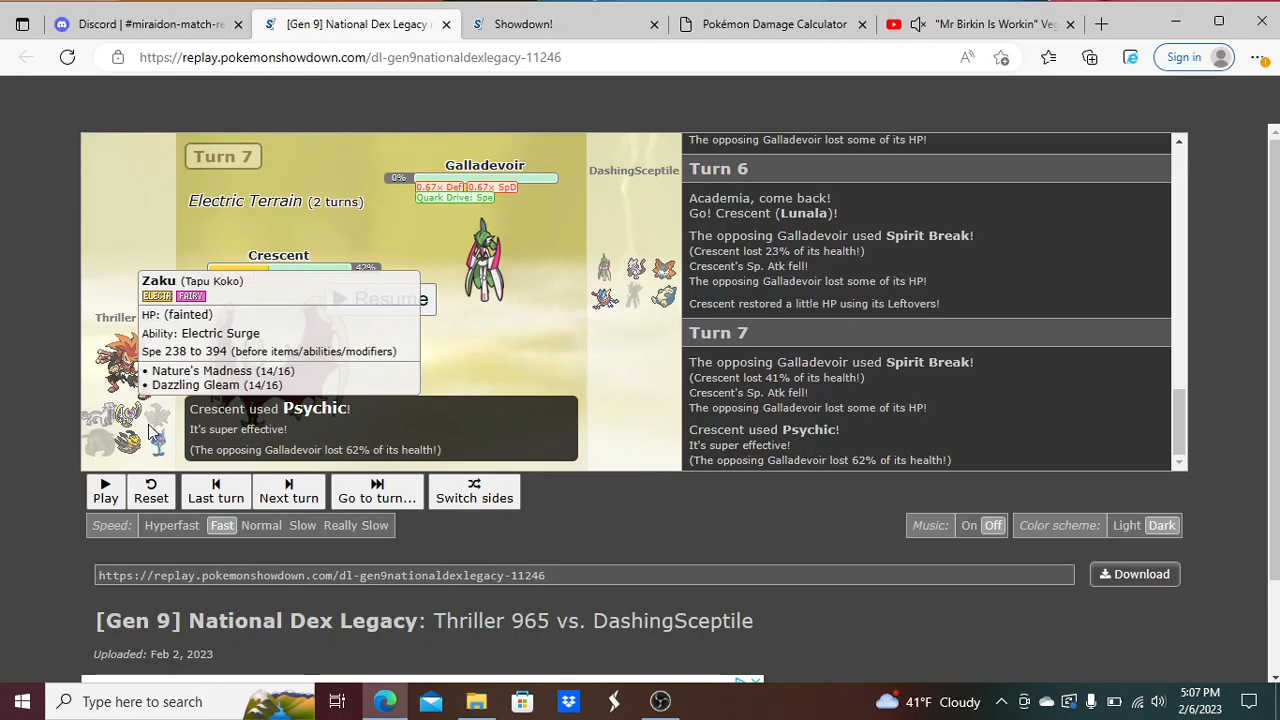 Discord | #miraidon-match-re
[Gen 9] National Dex Legacy r
Showdown!
Pokémon Damage Calculator
"Mr Birkin Is Workin" Ve
https://replay.pokemonshowdown.com/dl-gen9nationaldexlegacy-11246
Sign in
Turn 7
Galladevoir
0%
0.67x Def 0.67x SpD
Quark Drive: Spe
Electric Terrain (2 turns)
DashingSceptile
Crescent
42%
Resume
Thriller
Zaku (Tapu Koko)
ELECTR FAIRY
HP: (fainted)
Ability: Electric Surge
Spe 238 to 394 (before items/abilities/modifiers)
• Nature's Madness (14/16)
• Dazzling Gleam (14/16)
Crescent used Psychic!
It's super effective!
(The opposing Galladevoir lost 62% of its health!)
The opposing Galladevoir lost some of its HP!
Turn 6
Academia, come back!
Go! Crescent (Lunala)!
The opposing Galladevoir used Spirit Break!
(Crescent lost 23% of its health!)
Crescent's Sp. Atk fell!
The opposing Galladevoir lost some of its HP!
Crescent restored a little HP using its Leftovers!
Turn 7
The opposing Galladevoir used Spirit Break!
(Crescent lost 41% of its health!)
Crescent's Sp. Atk fell!
The opposing Galladevoir lost some of its HP!
Crescent used Psychic!
It's super effective!
(The opposing Galladevoir lost 62% of its health!)
Play
Reset
Last turn
Next turn
Go to turn...
Switch sides
Speed: Hyperfast Fast Normal Slow Really Slow
Music: On Off
Color scheme: Light Dark
https://replay.pokemonshowdown.com/dl-gen9nationaldexlegacy-11246
Download
[Gen 9] National Dex Legacy: Thriller 965 vs. DashingSceptile
Uploaded: Feb 2, 2023
Type here to search
41°F Cloudy
5:07 PM
2/6/2023